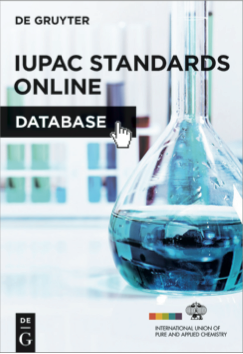 DE GRUYTER
IUPAC STANDARDS
ONLINE
DATABASE
DE
G
INTERNATIONAL UNION OF
PURE AND APPLIED CHEMISTRY